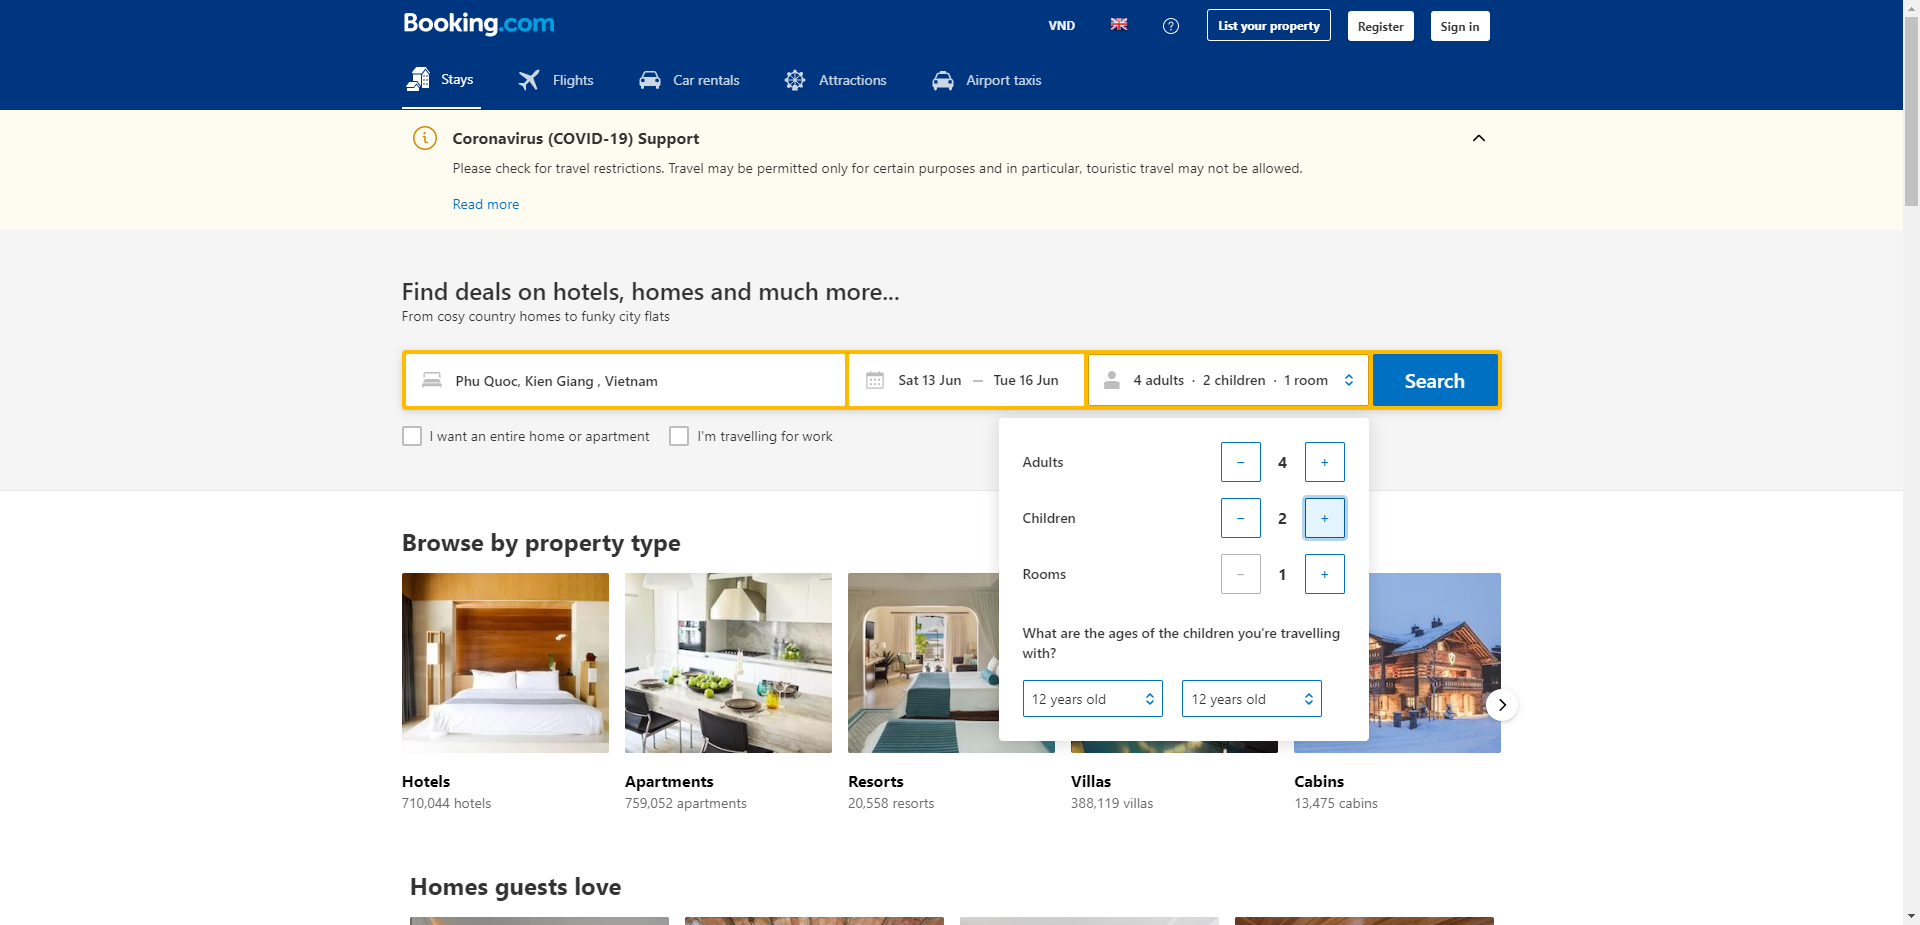 Booking.com
VND
List your property
Register
Sign in
Stays
Flights
Car rentals
Attractions
Airport taxis
Coronavirus (COVID-19) Support
Please check for travel restrictions. Travel may be permitted only for certain purposes and in particular, touristic travel may not be allowed.
Read more
Find deals on hotels, homes and much more...
From cosy country homes to funky city flats
Phu Quoc, Kien Giang , Vietnam
Sat 13 Jun — Tue 16 Jun
4 adults · 2 children · 1 room
Search
I want an entire home or apartment
I'm travelling for work
Adults
− 4 +
Children
− 2 +
Rooms
− 1 +
What are the ages of the children you're travelling
with?
12 years old
12 years old
Browse by property type
Hotels
710,044 hotels
Apartments
759,052 apartments
Resorts
20,558 resorts
Villas
388,119 villas
Cabins
13,475 cabins
Homes guests love